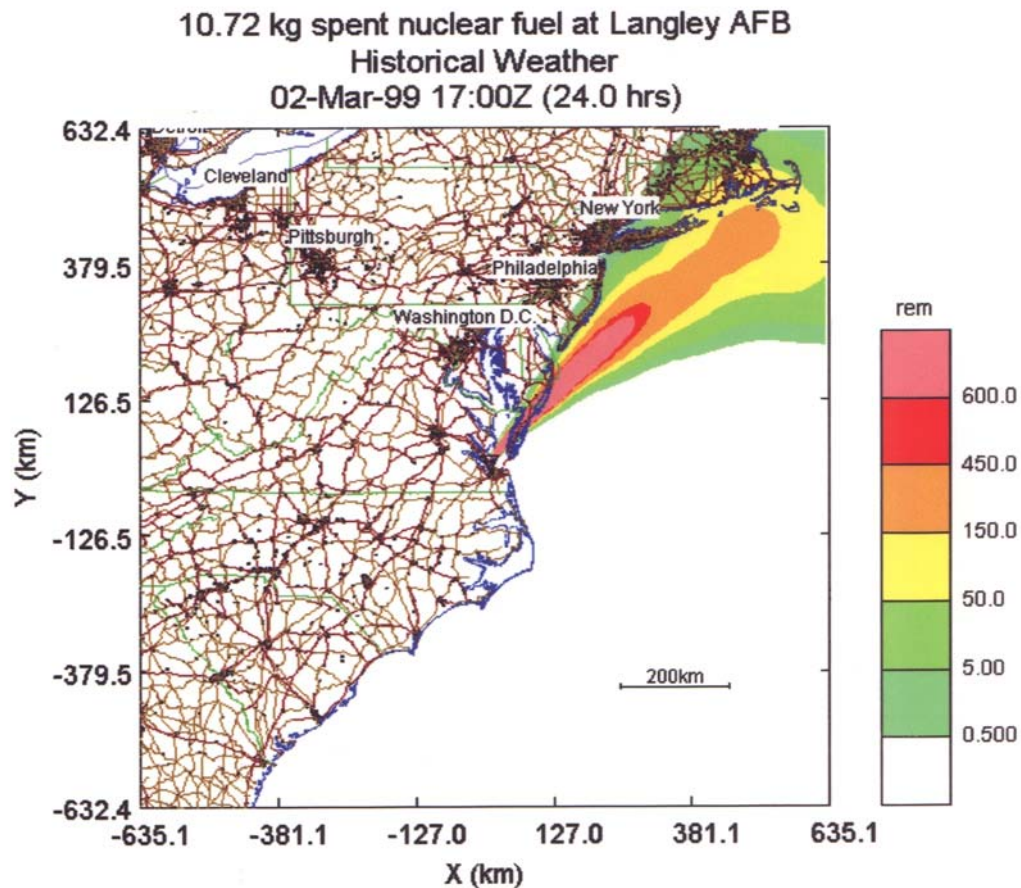 10.72 kg spent nuclear fuel at Langley AFB
Historical Weather
02-Mar-99 17:00Z (24.0 hrs)
632.4
Detroit
Cleveland
New York
Pittsburgh
379.5
Philadelphia
Washington D.C.
rem
126.5
600.0
450.0
Y (km)
150.0
-126.5
50.0
5.00
-379.5
200km
0.500
-632.4
-635.1
-381.1
-127.0
127.0
381.1
635.1
X (km)